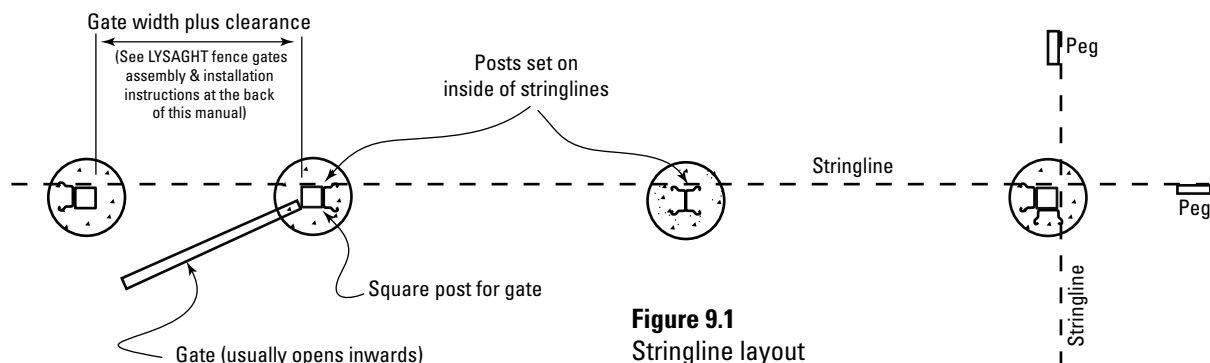 Gate width plus clearance
(See LYSAGHT fence gates
assembly & installation
instructions at the back
of this manual)
Posts set on
inside of stringlines
Peg
Stringline
Peg
Square post for gate
Stringline
Gate (usually opens inwards)
Figure 9.1
Stringline layout